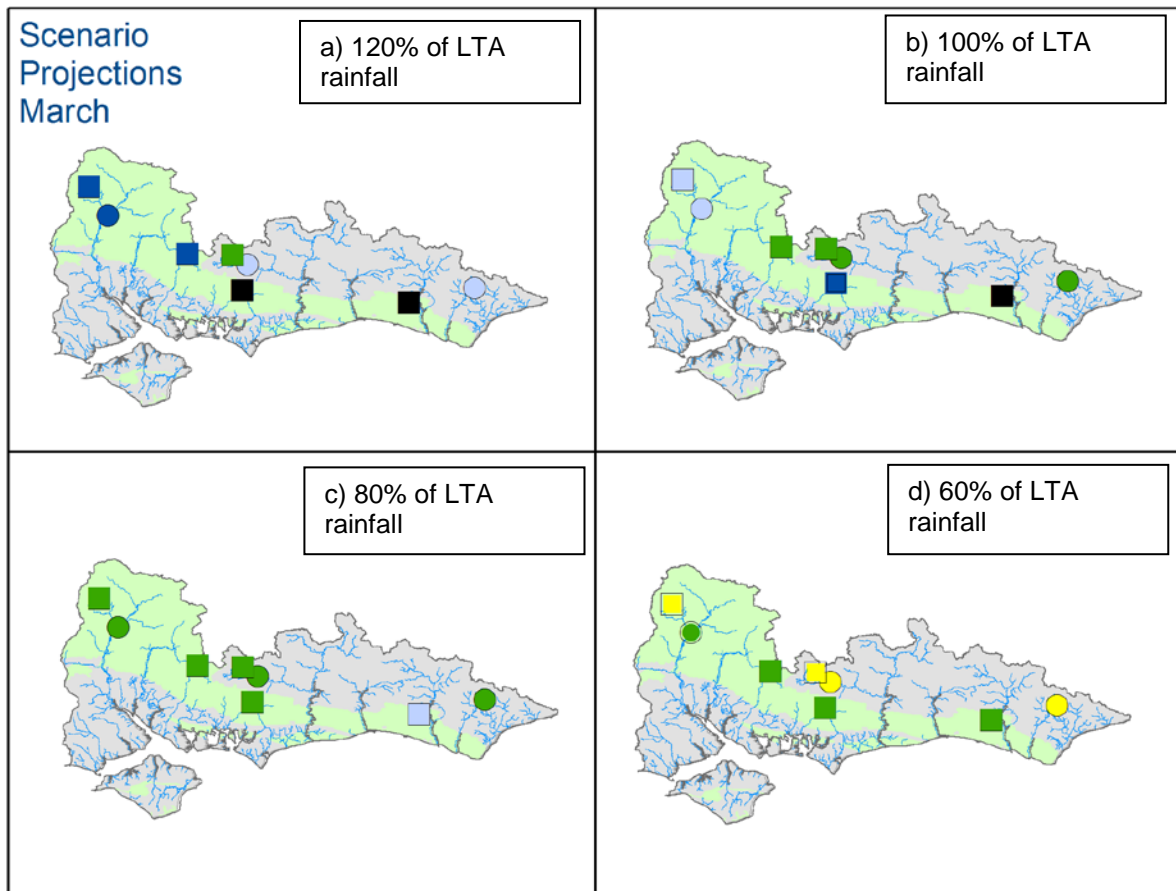 Scenario
Projections
March
a) 120% of LTA
rainfall
b) 100% of LTA
rainfall
c) 80% of LTA
rainfall
d) 60% of LTA
rainfall